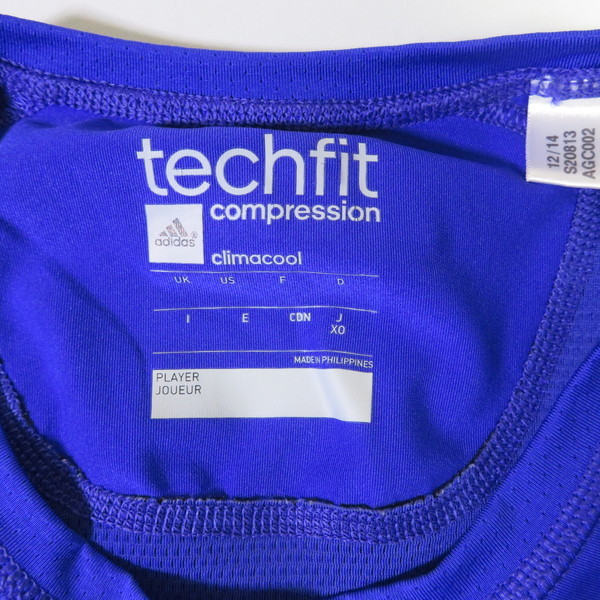 techfit
compression
adidas®
climacool
UK US F D
I E CDN J
XO
MADE IN PHILIPPINES
PLAYER
JOUEUR
12/14
S20813
AGC002